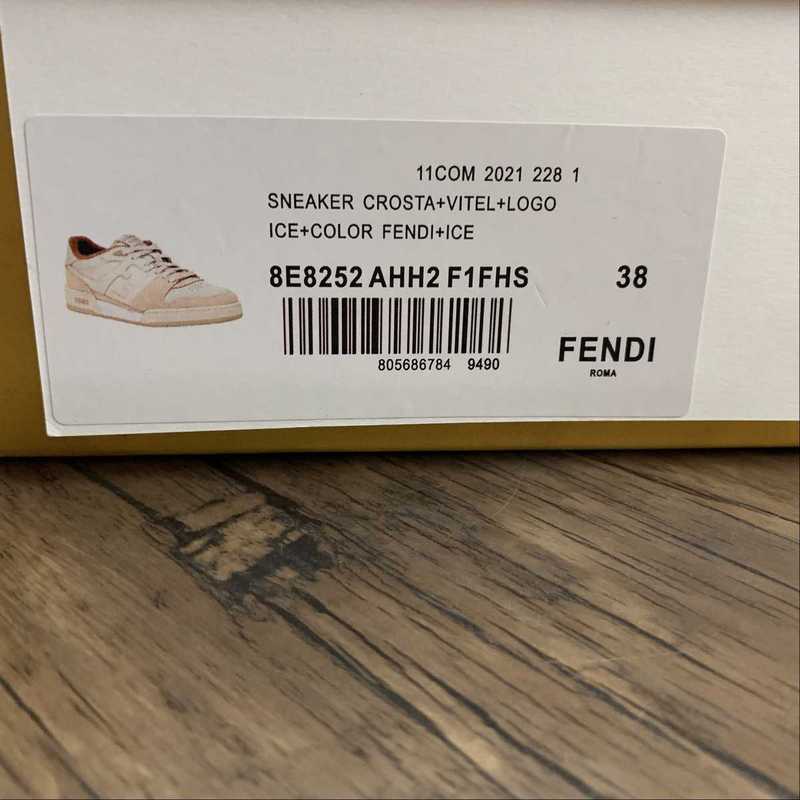 11COM 2021 228 1
SNEAKER CROSTA+VITEL+LOGO
ICE+COLOR FENDI+ICE
8E8252 AHH2 F1FHS 38
805686784 9490
FENDI
ROMA